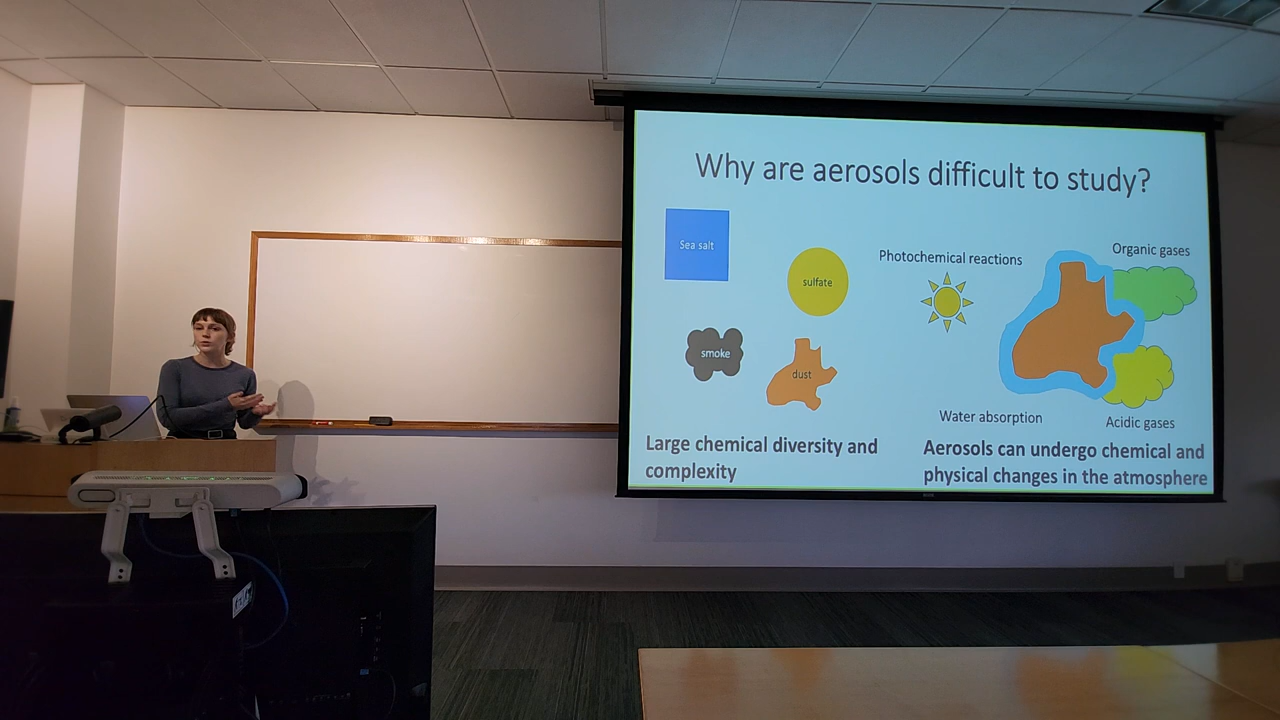 Why are aerosols difficult to study?
Sea salt
sulfate
smoke
dust
Photochemical reactions
Organic gases
Water absorption
Acidic gases
Large chemical diversity and
complexity
Aerosols can undergo chemical and
physical changes in the atmosphere